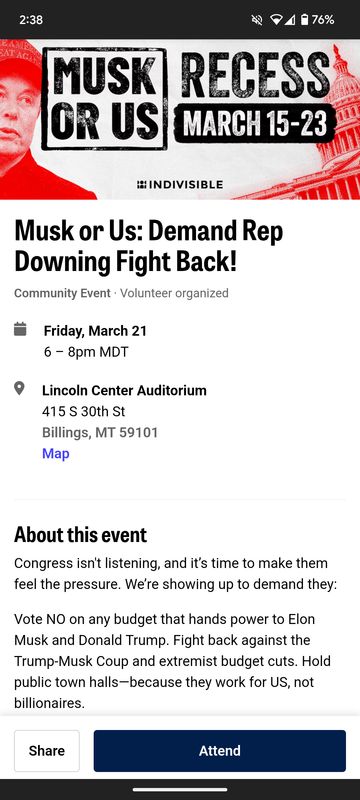 2:38
76%
SAT AGA
MUSK OR US
RECESS
MARCH 15-23
INDIVISIBLE
Musk or Us: Demand Rep
Downing Fight Back!
Community Event · Volunteer organized
Friday, March 21
6 – 8pm MDT
Lincoln Center Auditorium
415 S 30th St
Billings, MT 59101
Map
About this event
Congress isn't listening, and it's time to make them
feel the pressure. We're showing up to demand they:
Vote NO on any budget that hands power to Elon
Musk and Donald Trump. Fight back against the
Trump-Musk Coup and extremist budget cuts. Hold
public town halls—because they work for US, not
billionaires.
Share
Attend